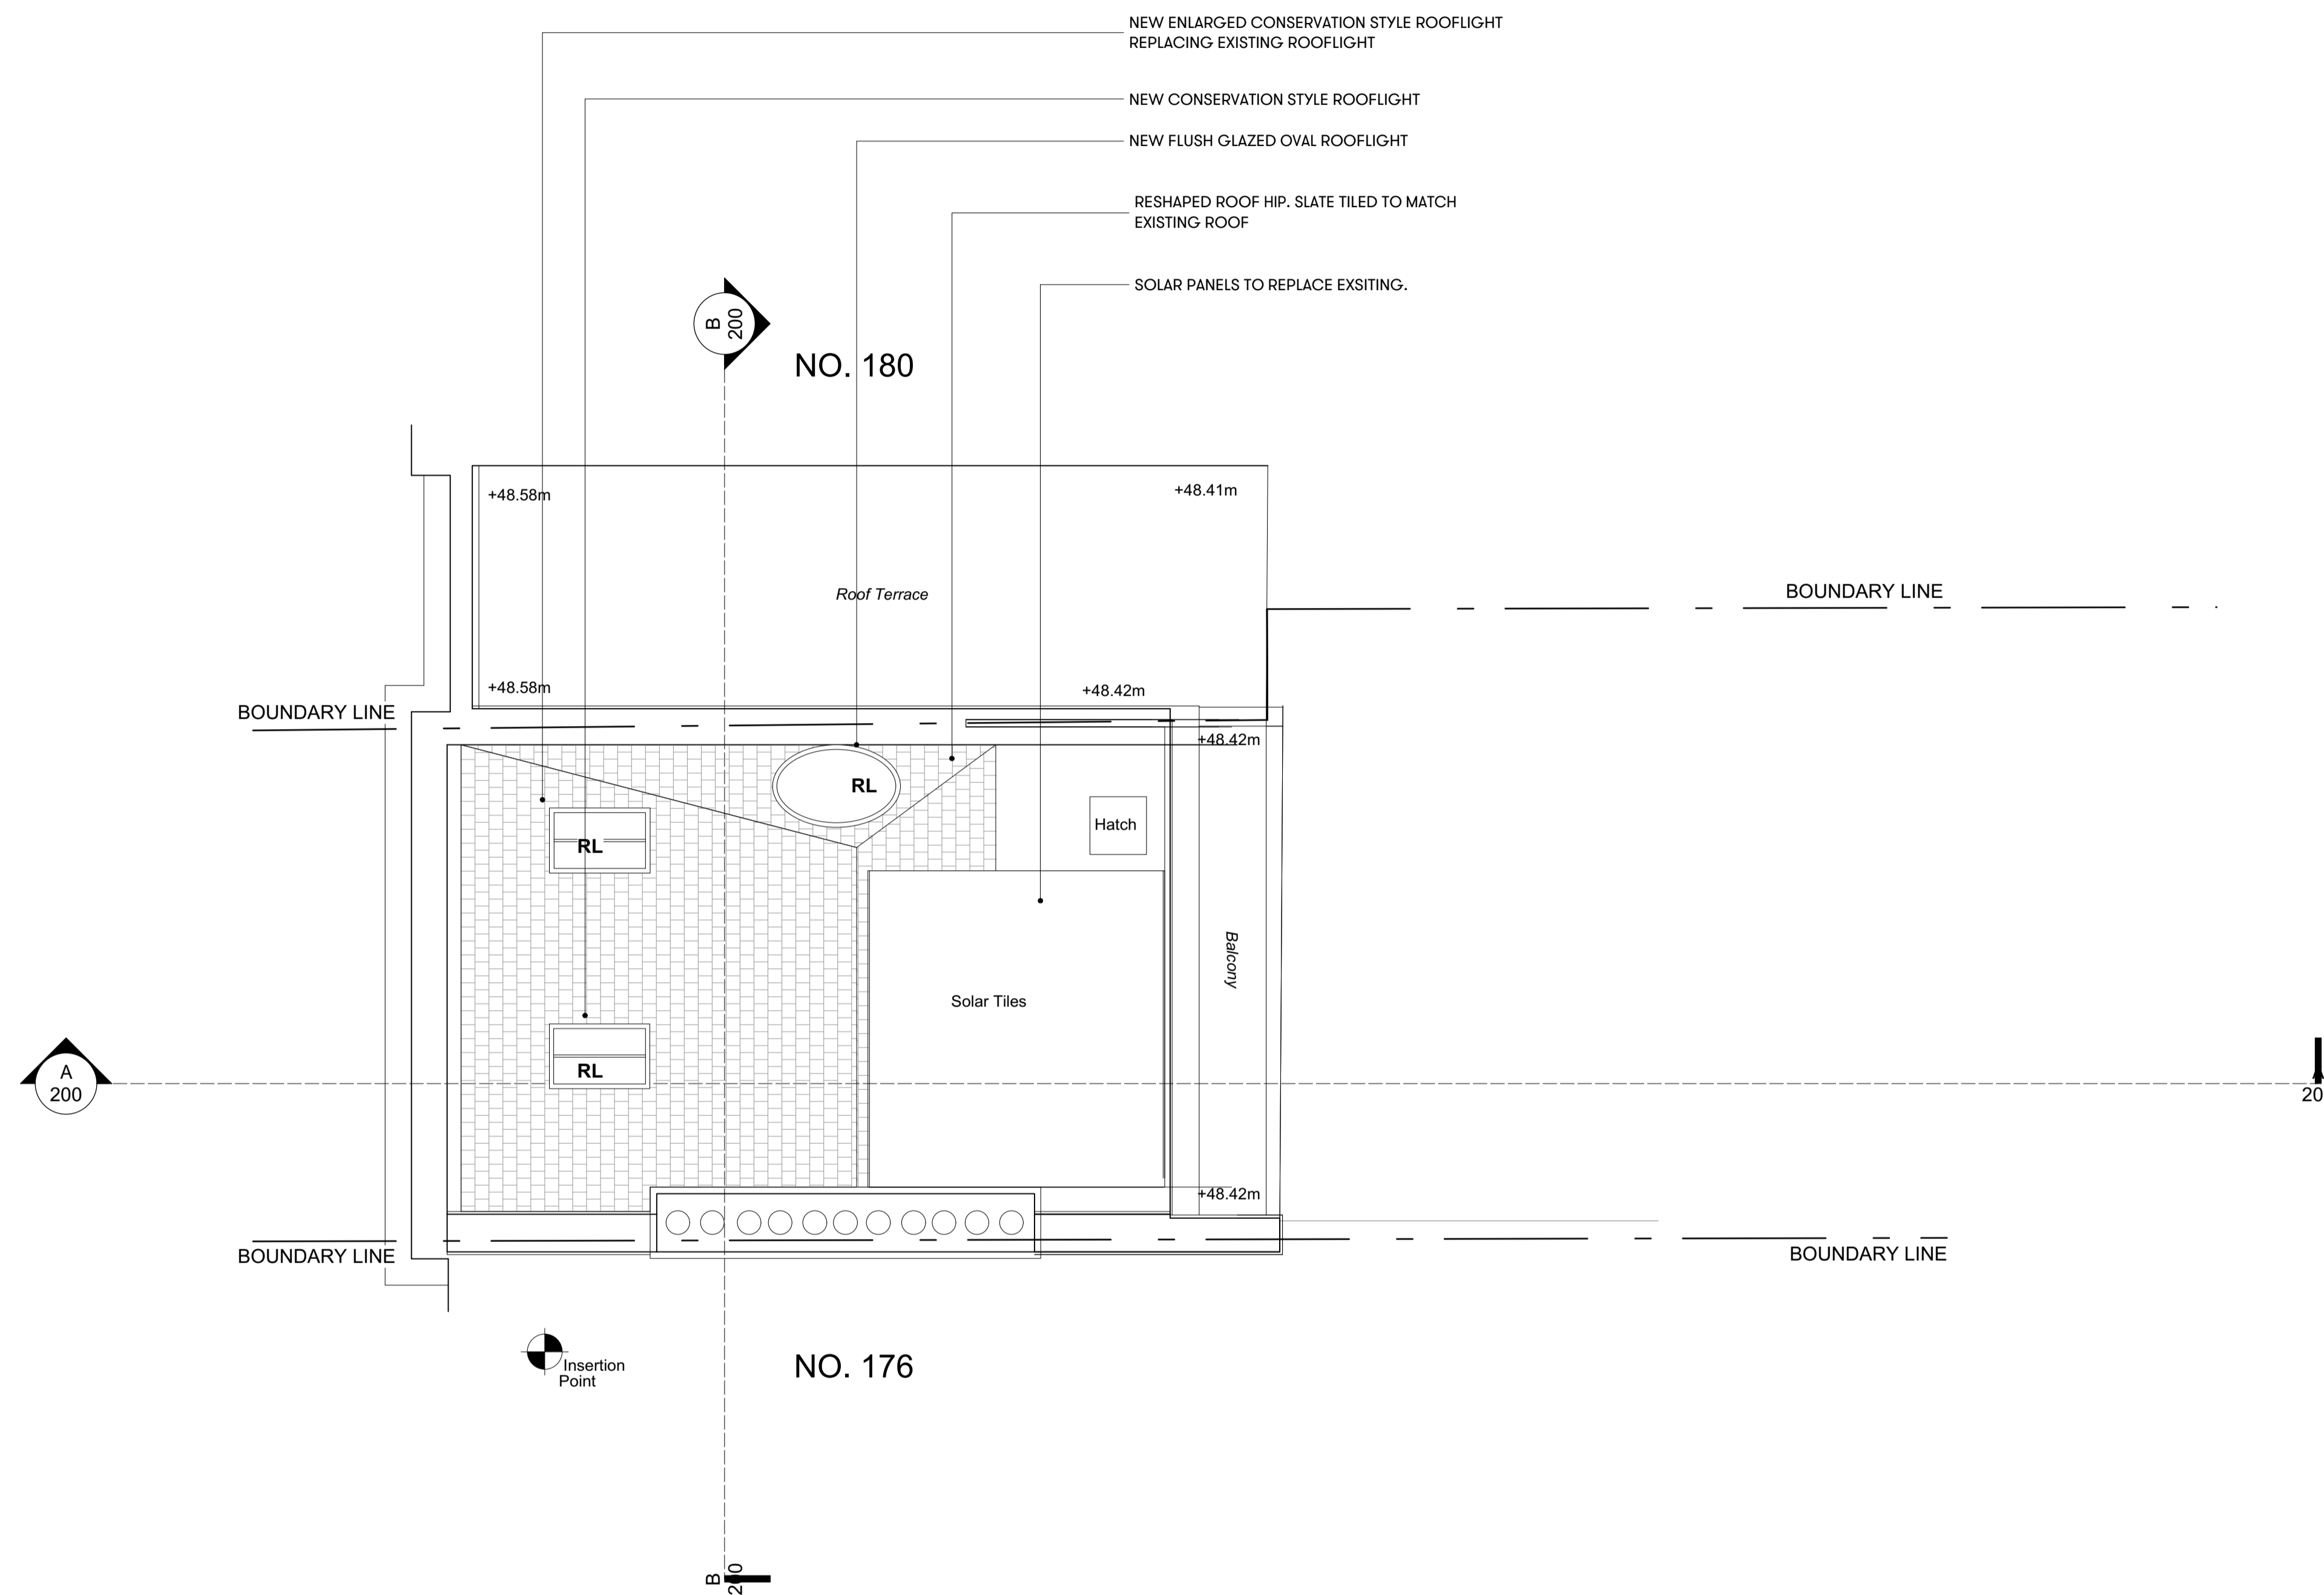 NEW ENLARGED CONSERVATION STYLE ROOFLIGHT
REPLACING EXISTING ROOFLIGHT
NEW CONSERVATION STYLE ROOFLIGHT
NEW FLUSH GLAZED OVAL ROOFLIGHT
RESHAPED ROOF HIP. SLATE TILED TO MATCH
EXISTING ROOF
SOLAR PANELS TO REPLACE EXSITING.
B
200
NO. 180
+48.58m
+48.41m
Roof Terrace
BOUNDARY LINE
+48.58m
+48.42m
BOUNDARY LINE
+48.42m
RL
Hatch
RL
Balcony
Solar Tiles
RL
A
200
A
20
+48.42m
BOUNDARY LINE
BOUNDARY LINE
Insertion
Point
NO. 176
B
200